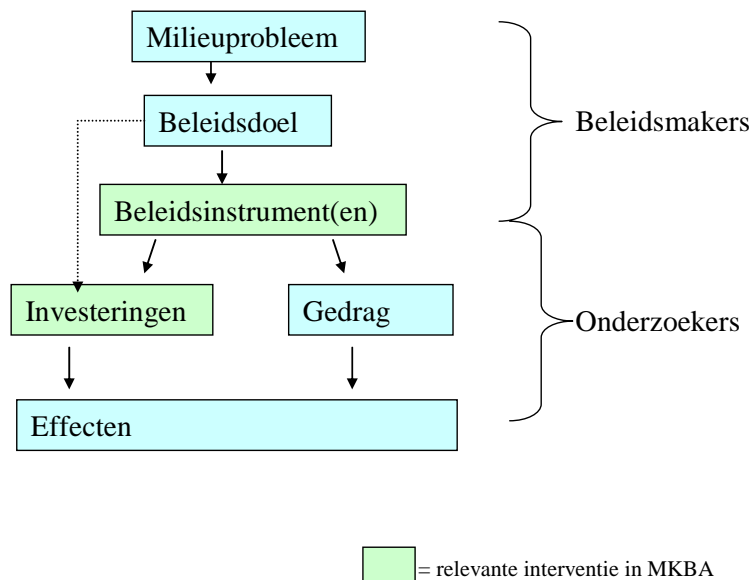 Milieuprobleem
Beleidsdoel
Beleidsmakers
Beleidsinstrument(en)
Investeringen
Gedrag
Onderzoekers
Effecten
= relevante interventie in MKBA